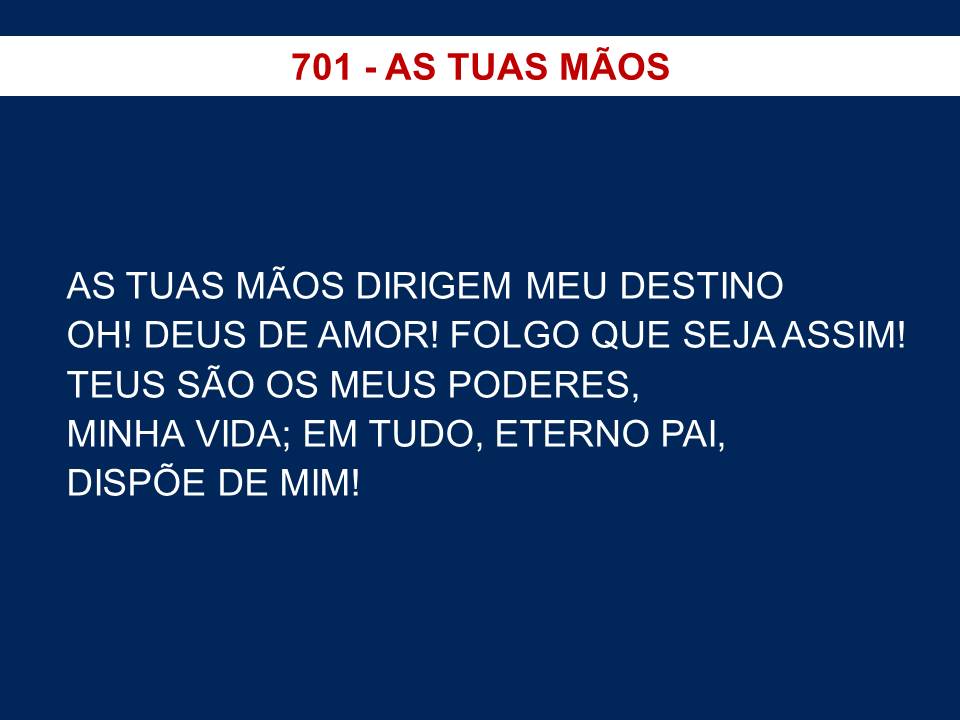 701 - AS TUAS MÃOS
AS TUAS MÃOS DIRIGEM MEU DESTINO
OH! DEUS DE AMOR! FOLGO QUE SEJA ASSIM!
TEUS SÃO OS MEUS PODERES,
MINHA VIDA; EM TUDO, ETERNO PAI,
DISPÕE DE MIM!